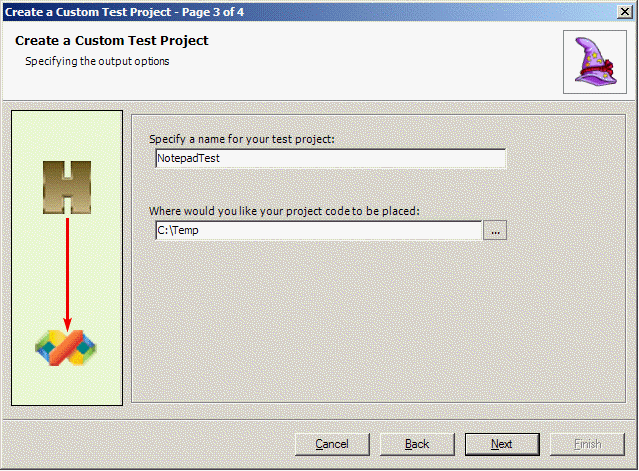 Create a Custom Test Project - Page 3 of 4
Create a Custom Test Project
Specifying the output options
H
Specify a name for your test project:
NotepadTest
Where would you like your project code to be placed:
C:\Temp
...
Cancel
Back
Next
Finish